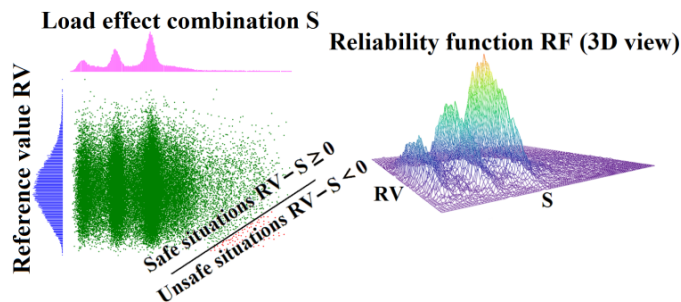 Load effect combination S
Reference value RV
Safe situations RV − S ≥ 0
Unsafe situations RV − S < 0
Reliability function RF (3D view)
RV
S